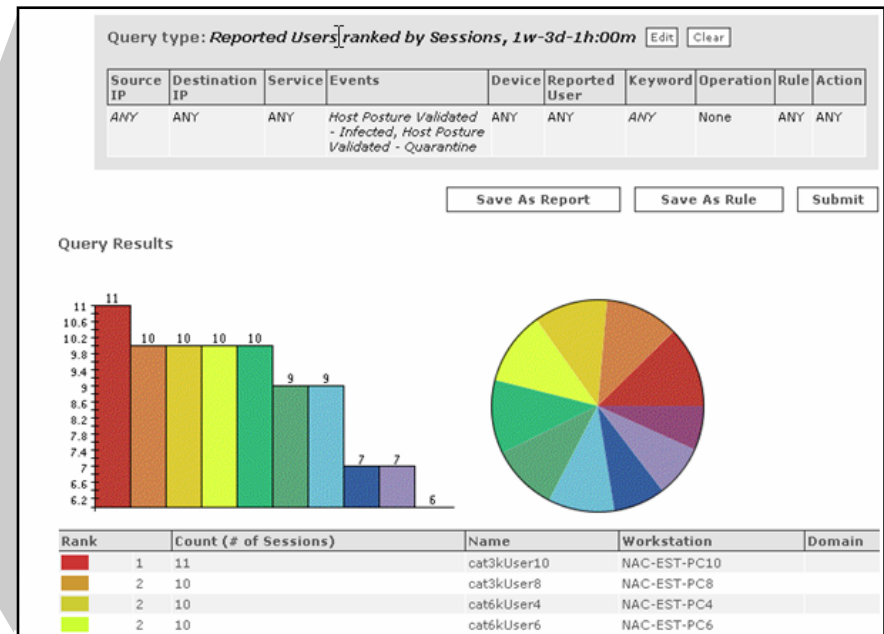 Query type: Reported Users ranked by Sessions, 1w-3d-1h:00m Edit Clear
Source IP Destination IP Service Events Device Reported User Keyword Operation Rule Action
ANY ANY ANY Host Posture Validated - Infected, Host Posture Validated - Quarantine ANY ANY ANY None ANY ANY
Save As Report Save As Rule Submit
Query Results
11
10.6
10.2
9.8
9.4
9
8.6
8.2
7.8
7.4
7
6.6
6.2
11 10 10 10 10 9 9 7 7 6
Rank Count (# of Sessions) Name Workstation Domain
1 11 cat3kUser10 NAC-EST-PC10
2 10 cat3kUser8 NAC-EST-PC8
2 10 cat6kUser4 NAC-EST-PC4
2 10 cat6kUser6 NAC-EST-PC6